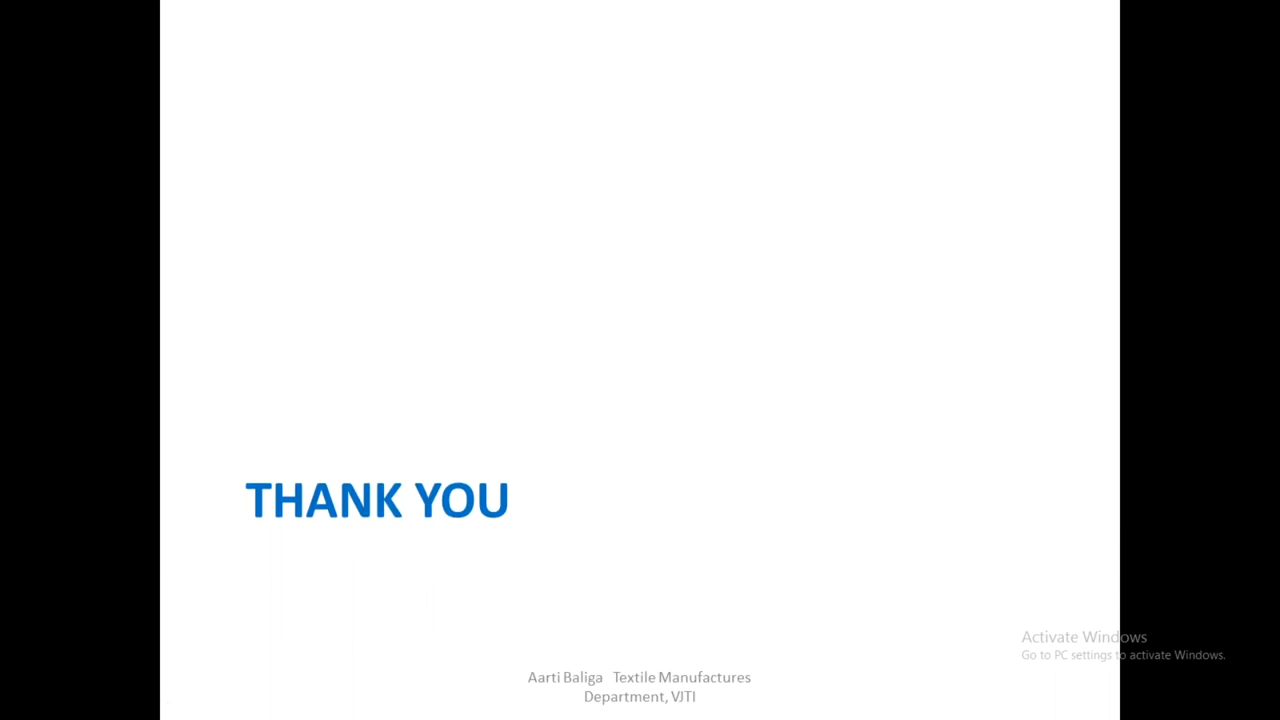 THANK YOU
Activate Windows
Go to PC settings to activate Windows.
Aarti Baliga Textile Manufactures
Department, VJTI